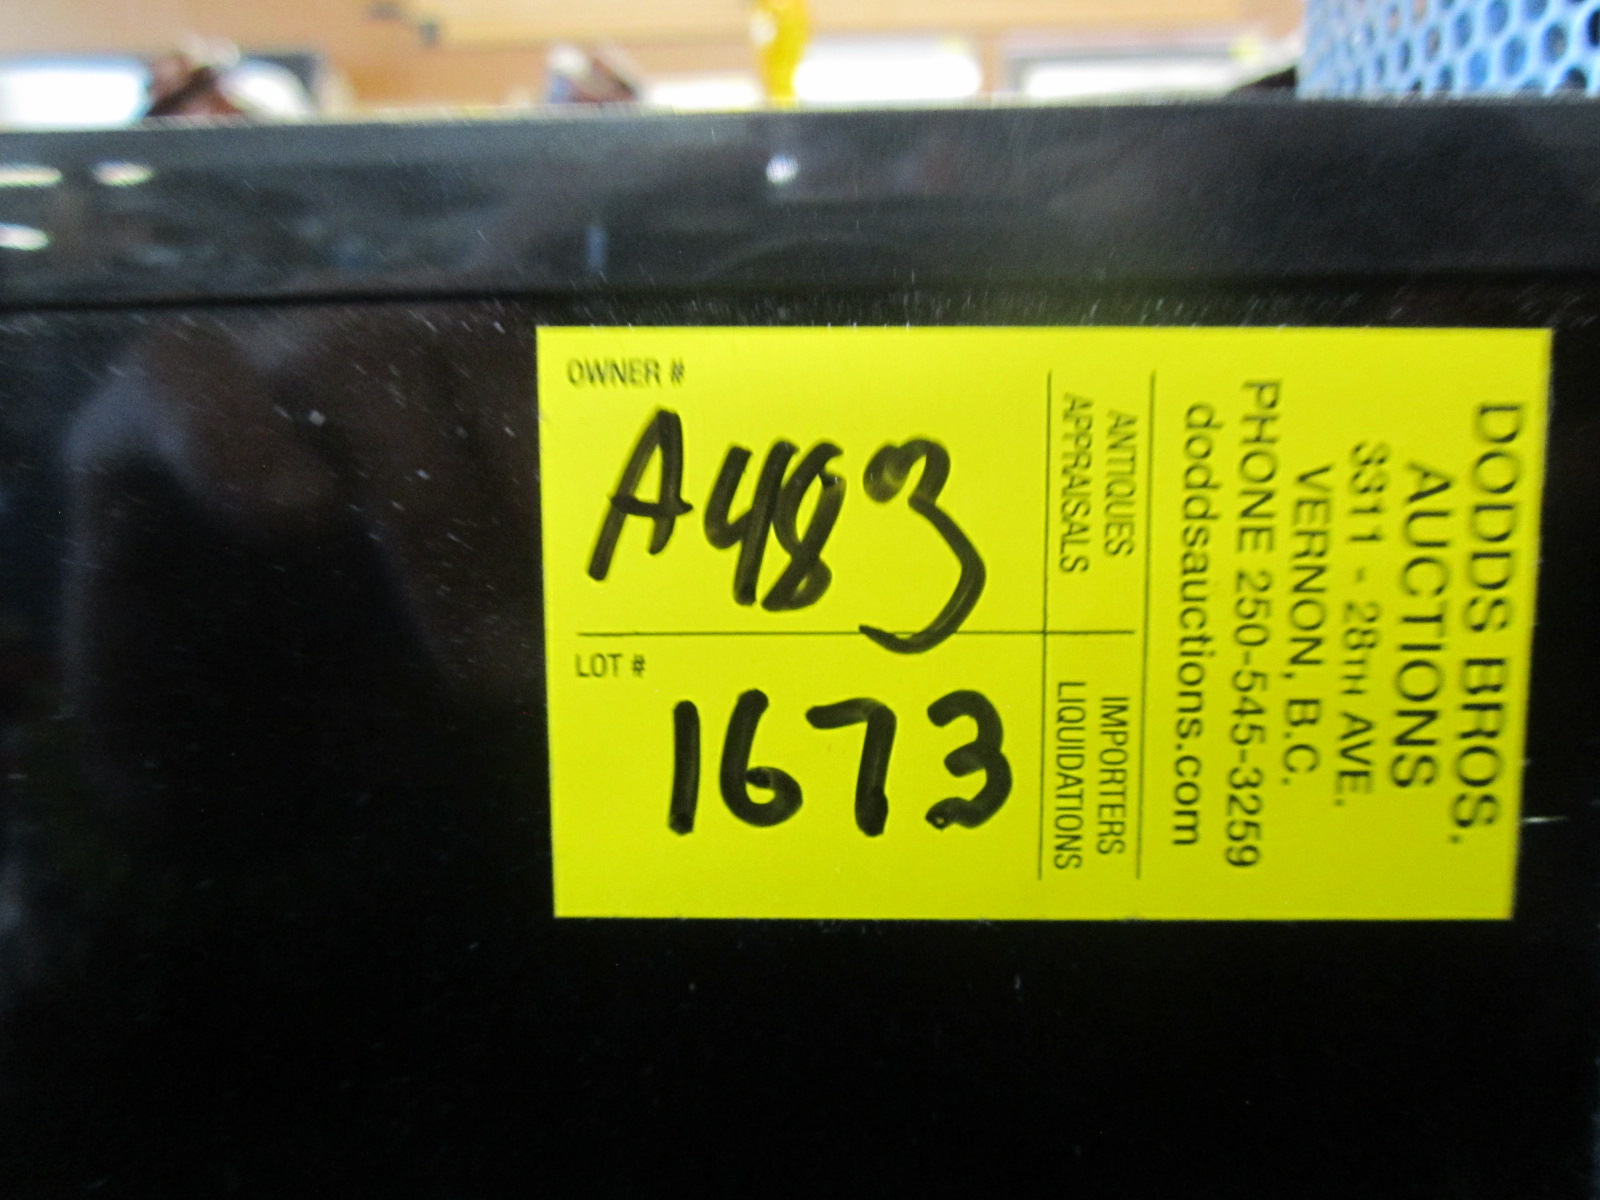 OWNER #
A483
LOT #
1673
ANTIQUES
APPRAISALS
IMPORTERS
LIQUIDATIONS
DODDS BROS.
AUCTIONS
3311 - 28TH AVE.
VERNON, B.C.
PHONE 250-545-3259
doddsauctions.com